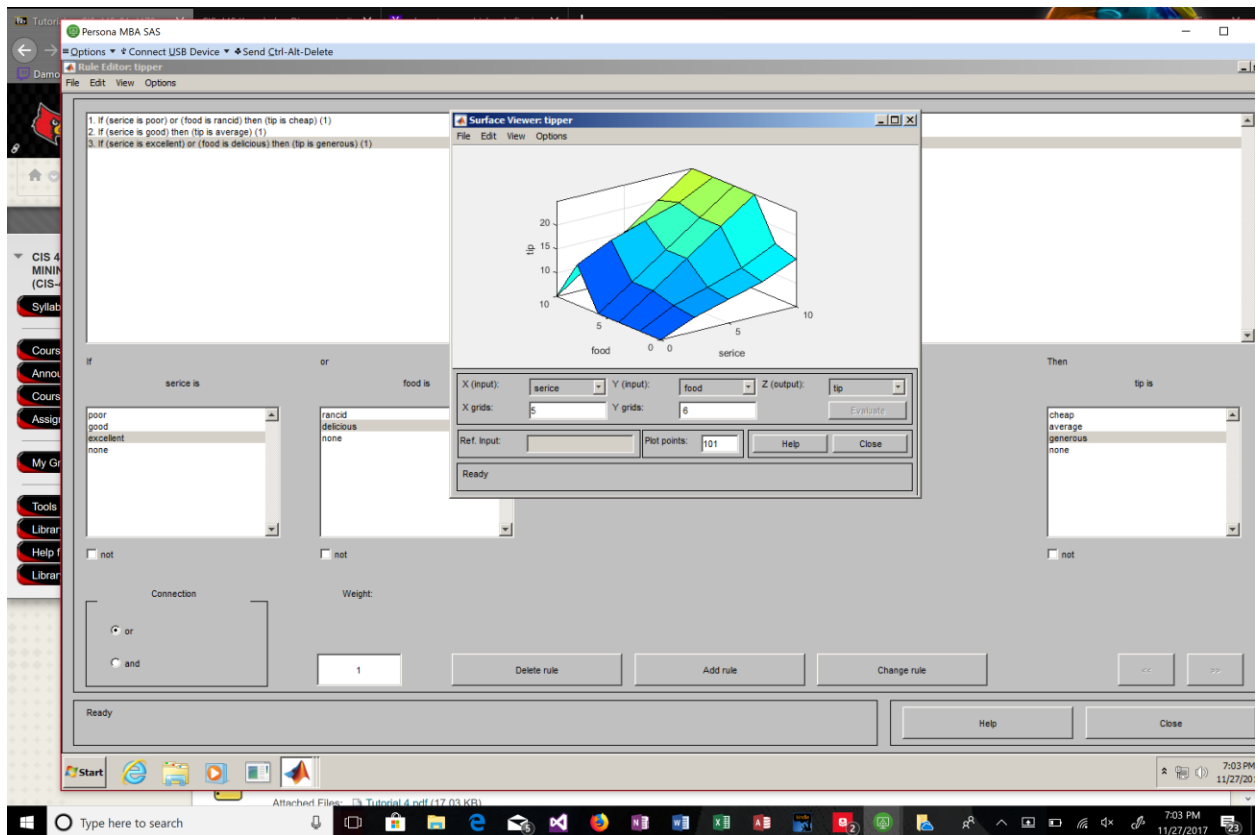 Tutori
Persona MBA SAS
Options Connect USB Device Send Ctrl-Alt-Delete
Damo
Rule Editor: tipper
File Edit View Options
1. If (serice is poor) or (food is rancid) then (tip is cheap) (1)
2. If (serice is good) then (tip is average) (1)
3. If (serice is excellent) or (food is delicious) then (tip is generous) (1)
Surface Viewer: tipper
File Edit View Options
20
15
10
tip
10
5
0
food
0
5
10
serice
X (input): serice Y (input): food Z (output): tip
X grids: 5 Y grids: 6 Evaluate
Ref. Input: Plot points: 101 Help Close
Ready
CIS 4
MININ
(CIS-
Syllab
Cours
Annou
Cours
Assig
My Gr
Tools
Librar
Help f
Librar
If
serice is
poor
good
excellent
none
not
or
food is
rancid
delicious
none
not
Then
tip is
cheap
average
generous
none
not
Connection
or
and
Weight:
1
Delete rule Add rule Change rule << >>
Ready
Help Close
Start
7:03 PM
11/27/20
Attached Files: Tutorial 4.pdf (17.03 KB)
Type here to search
2
7:03 PM
11/27/2017